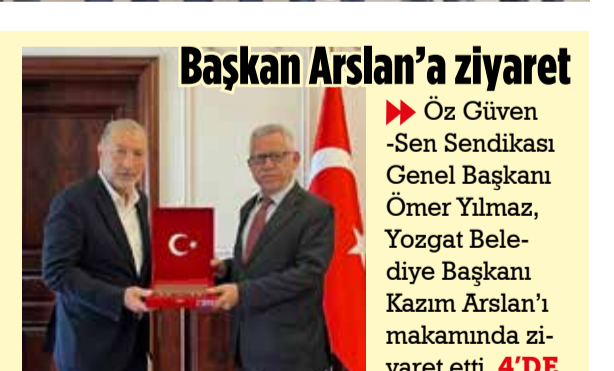 Başkan Arslan’a ziyaret
Öz Güven
-Sen Sendikası
Genel Başkanı
Ömer Yılmaz,
Yozgat Bele-
diye Başkanı
Kazım Arslan’ı
makamında zi-
yaret etti. 4’DE